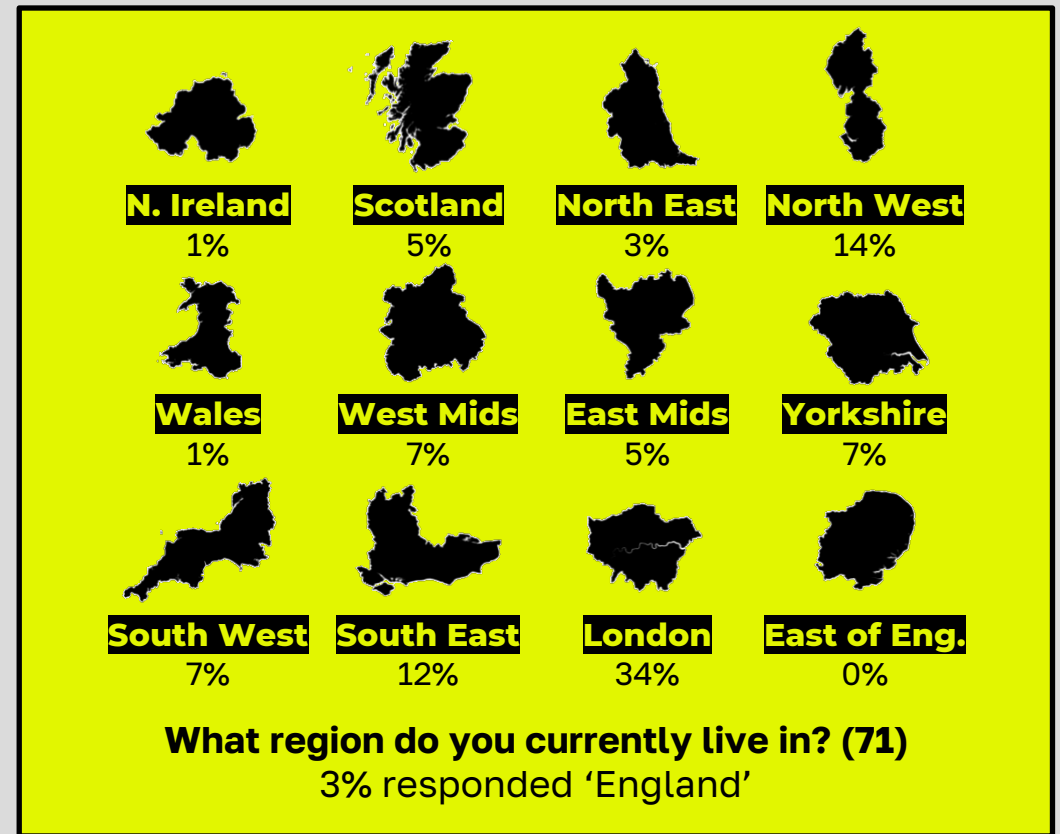 N. Ireland Scotland North East North West
1% 5% 3% 14%
Wales West Mids East Mids Yorkshire
1% 7% 5% 7%
South West South East London East of Eng.
7% 12% 34% 0%
What region do you currently live in? (71)
3% responded ‘England’